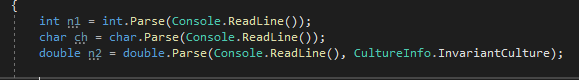 {
int n1 = int.Parse(Console.ReadLine());
char ch = char.Parse(Console.ReadLine());
double n2 = double.Parse(Console.ReadLine(), CultureInfo.InvariantCulture);